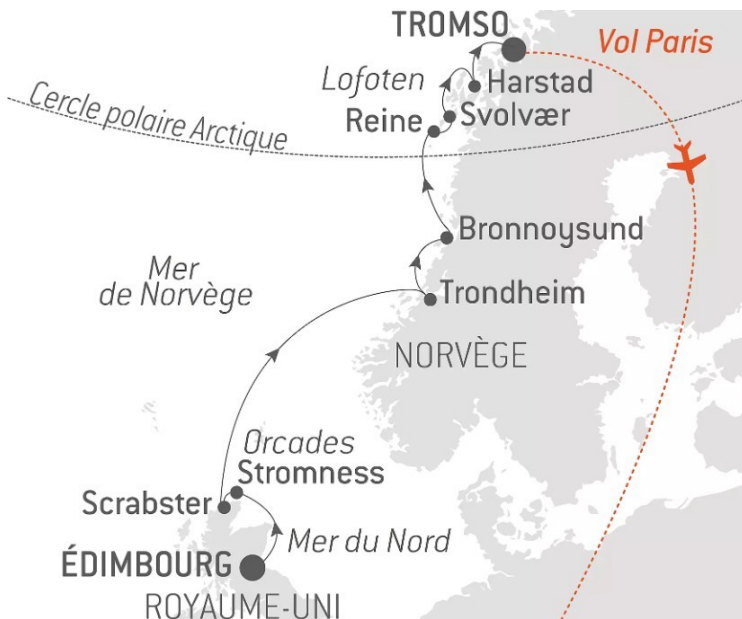 TROMSO
Vol Paris
Lofoten
Harstad
Cercle polaire Arctique
Svolvær
Reine
Bronnoysund
Mer
de Norvège
Trondheim
NORVÈGE
Orcades
Stromness
Scrabster
Mer du Nord
ÉDIMBOURG
ROYAUME-UNI